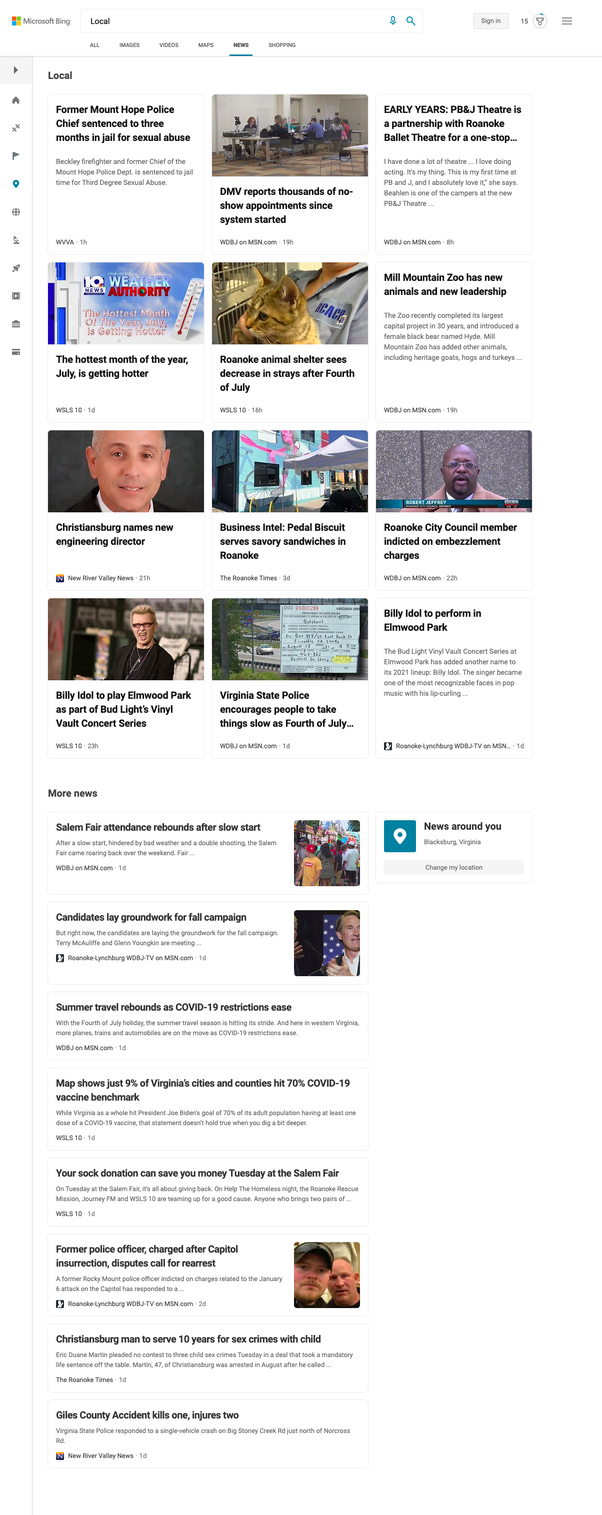 Microsoft Bing
Local
Sign in
15
ALL
IMAGES
VIDEOS
MAPS
NEWS
SHOPPING
Local
Former Mount Hope Police
Chief sentenced to three
months in jail for sexual abuse
Beckley firefighter and former Chief of the
Mount Hope Police Dept. is sentenced to jail
time for Third Degree Sexual Abuse.
WVVA · 1h
DMV reports thousands of no-
show appointments since
system started
WDBJ on MSN.com · 19h
EARLY YEARS: PB&J Theatre is
a partnership with Roanoke
Ballet Theatre for a one-stop...
I have done a lot of theatre ... I love doing
acting. It's my thing. This is my first time at
PB and J, and I absolutely love it," she says.
Beahlen is one of the campers at the new
PB&J Theatre ...
WDBJ on MSN.com · 8h
10
NEWS
WEATHER
AUTHORITY
The Hottest Month
Of The Year, July,
Is Getting Hotter
The hottest month of the year,
July, is getting hotter
WSLS 10 · 1d
Roanoke animal shelter sees
decrease in strays after Fourth
of July
WSLS 10 · 16h
Mill Mountain Zoo has new
animals and new leadership
The Zoo recently completed its largest
capital project in 30 years, and introduced a
female black bear named Hyde. Mill
Mountain Zoo has added other animals,
including heritage goats, hogs and turkeys ...
WDBJ on MSN.com · 19h
Christiansburg names new
engineering director
New River Valley News · 21h
Business Intel: Pedal Biscuit
serves savory sandwiches in
Roanoke
The Roanoke Times · 3d
ROBERT JEFFREY
Roanoke City Council member
indicted on embezzlement
charges
WDBJ on MSN.com · 22h
Billy Idol to play Elmwood Park
as part of Bud Light's Vinyl
Vault Concert Series
WSLS 10 · 23h
Virginia State Police
encourages people to take
things slow as Fourth of July...
WDBJ on MSN.com · 1d
Billy Idol to perform in
Elmwood Park
The Bud Light Vinyl Vault Concert Series at
Elmwood Park has added another name to
its 2021 lineup: Billy Idol. The singer became
one of the most recognizable faces in pop
music with his lip-curling ...
Roanoke-Lynchburg WDBJ-TV on MSN... · 1d
More news
Salem Fair attendance rebounds after slow start
After a slow start, hindered by bad weather and a double shooting, the Salem
Fair came roaring back over the weekend. Fair ...
WDBJ on MSN.com · 1d
News around you
Blacksburg, Virginia
Change my location
Candidates lay groundwork for fall campaign
But right now, the candidates are laying the groundwork for the fall campaign.
Terry McAuliffe and Glenn Youngkin are meeting ...
Roanoke-Lynchburg WDBJ-TV on MSN.com · 1d
Summer travel rebounds as COVID-19 restrictions ease
With the Fourth of July holiday, the summer travel season is hitting its stride. And here in western Virginia,
more planes, trains and automobiles are on the move as COVID-19 restrictions ease.
WDBJ on MSN.com · 1d
Map shows just 9% of Virginia's cities and counties hit 70% COVID-19
vaccine benchmark
While Virginia as a whole hit President Joe Biden's goal of 70% of its adult population having at least one
dose of a COVID-19 vaccine, that statement doesn't hold true when you dig a bit deeper.
WSLS 10 · 1d
Your sock donation can save you money Tuesday at the Salem Fair
On Tuesday at the Salem Fair, it's all about giving back. On Help The Homeless night, the Roanoke Rescue
Mission, Journey FM and WSLS 10 are teaming up for a good cause. Anyone who brings two pairs of ...
WSLS 10 · 1d
Former police officer, charged after Capitol
insurrection, disputes call for rearrest
A former Rocky Mount police officer indicted on charges related to the January
6 attack on the Capitol has responded to a ...
Roanoke-Lynchburg WDBJ-TV on MSN.com · 2d
Christiansburg man to serve 10 years for sex crimes with child
Eric Duane Martin pleaded no contest to three child sex crimes Tuesday in a deal that took a mandatory
life sentence off the table. Martin, 47, of Christiansburg was arrested in August after he called ...
The Roanoke Times · 1d
Giles County Accident kills one, injures two
Virginia State Police responded to a single-vehicle crash on Big Stoney Creek Rd just north of Norcross
Rd.
New River Valley News · 1d